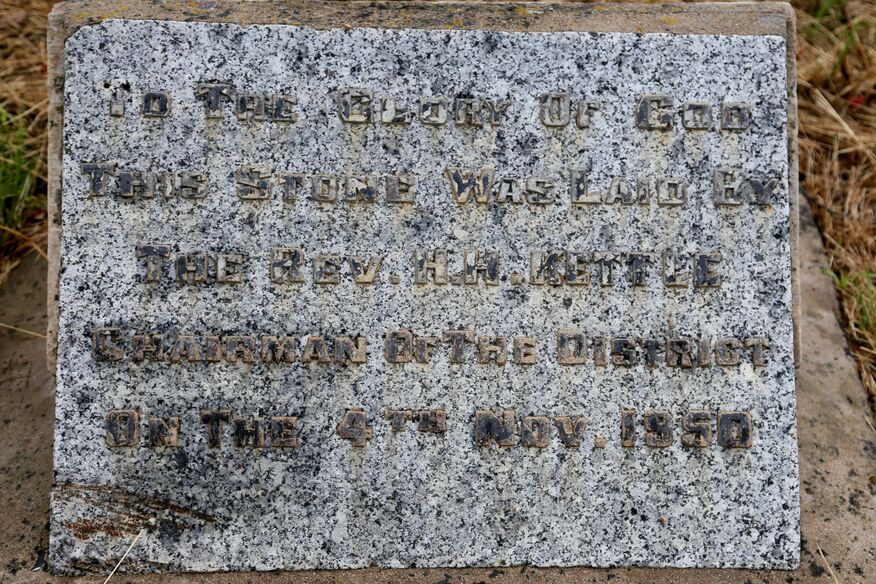 To The Glory Of God
This Stone Was Laid By
The Rev. H.H. Kettle
Chairman Of The District
On The 4th Nov. 1950